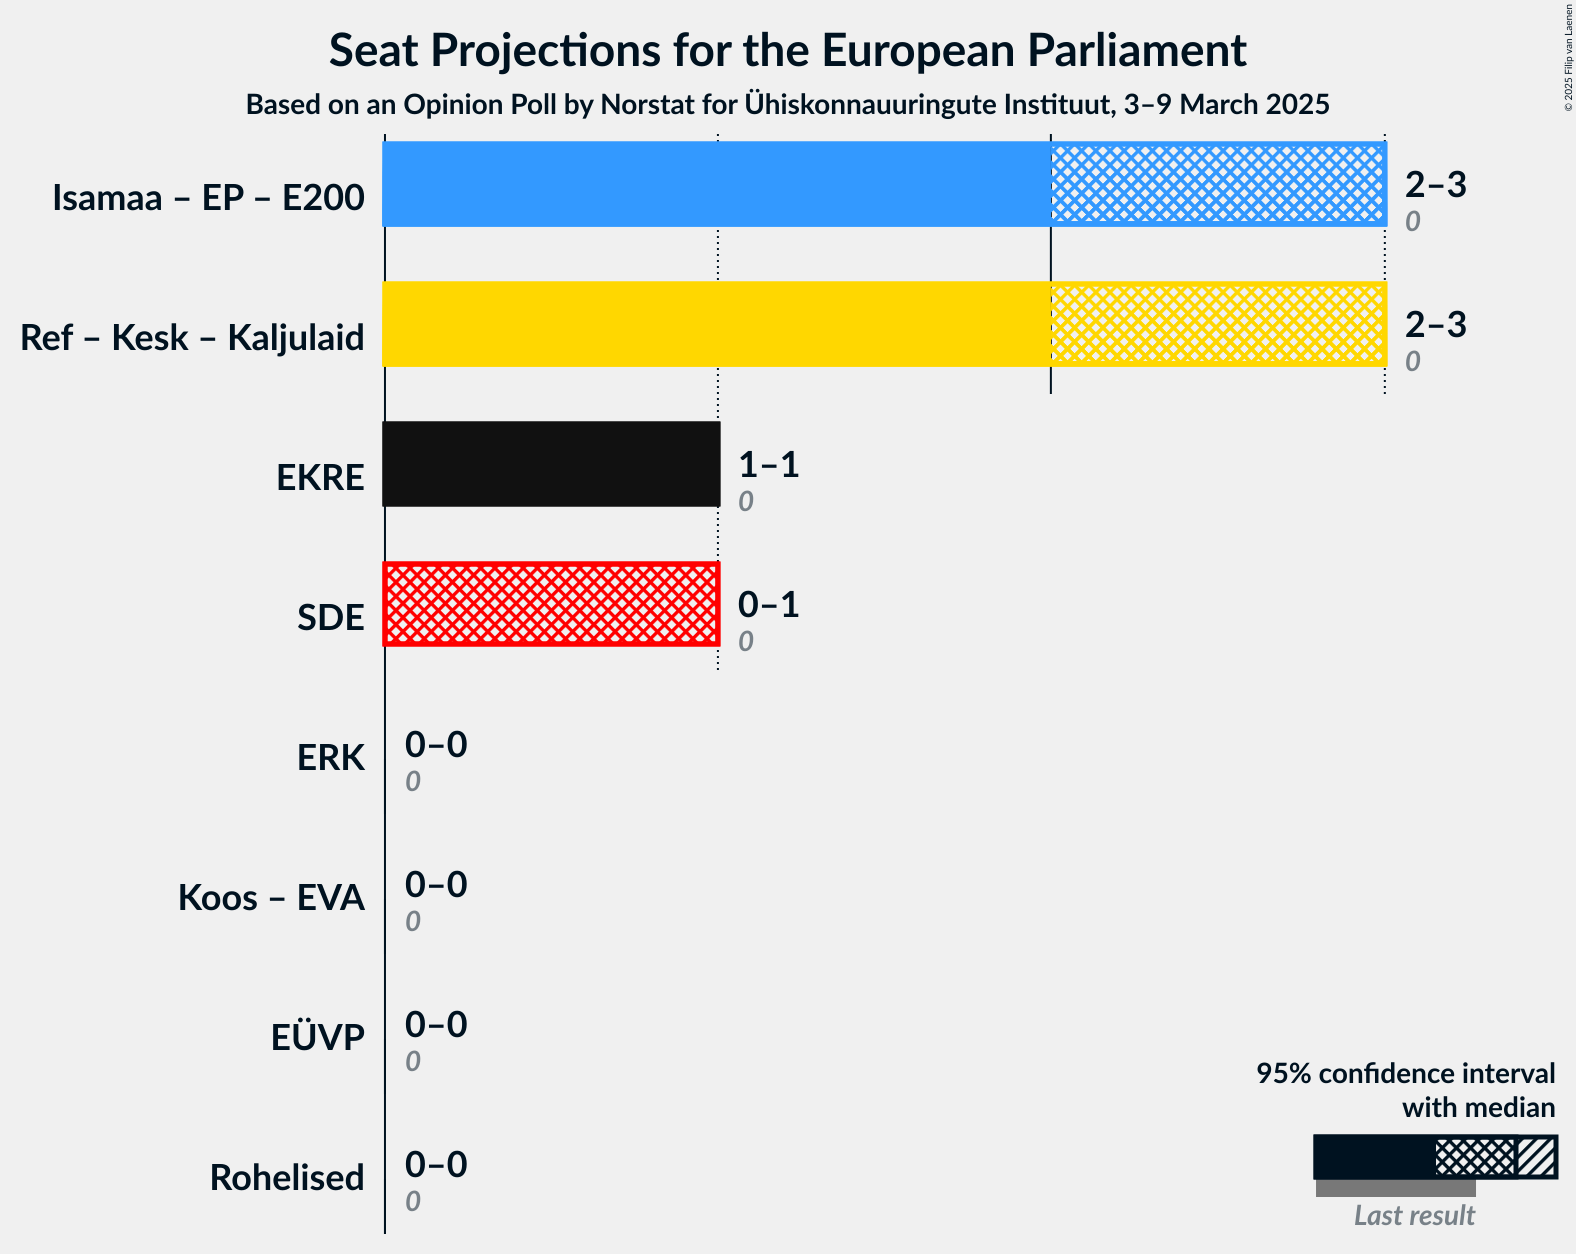 Seat Projections for the European Parliament
Based on an Opinion Poll by Norstat for Ühiskonnauuringute Instituut, 3–9 March 2025
© 2025 Filip van Laenen
Isamaa – EP – E200
2–3
0
Ref – Kesk – Kaljulaid
2–3
0
EKRE
1–1
0
SDE
0–1
0
ERK
0–0
0
Koos – EVA
0–0
0
EÜVP
0–0
0
Rohelised
0–0
0
95% confidence interval
with median
Last result